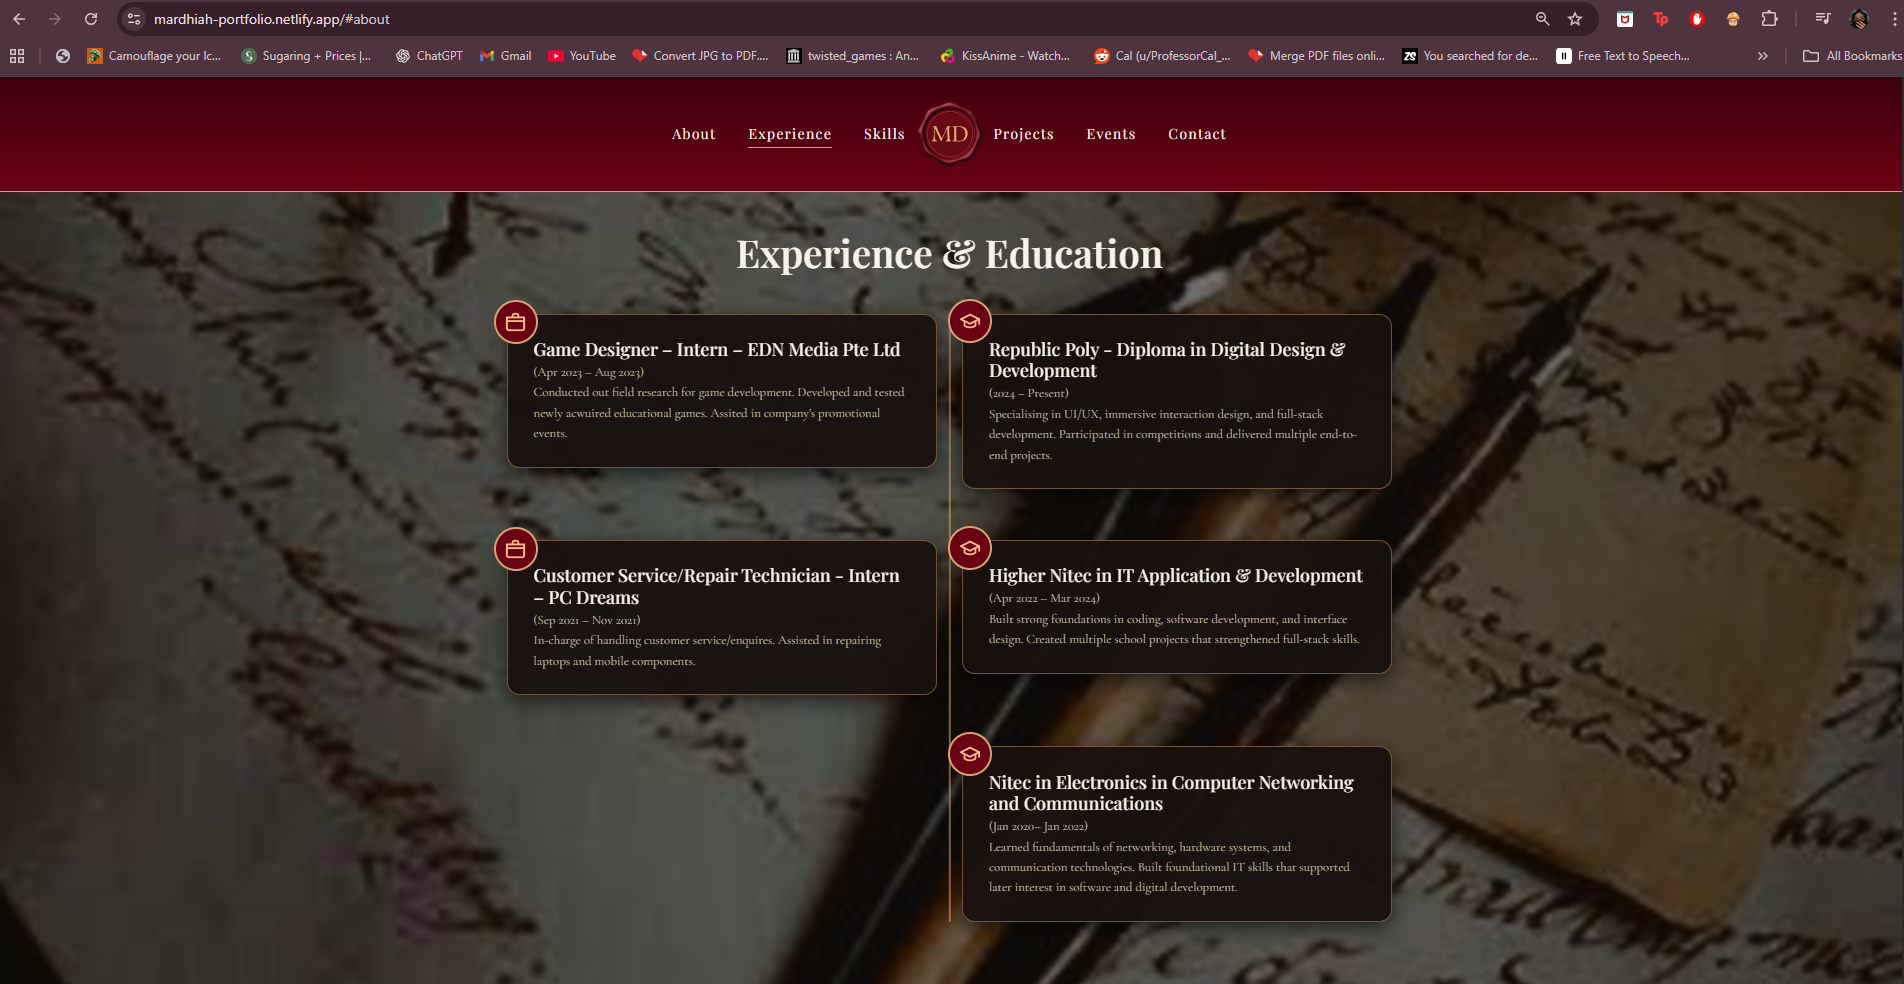 mardhiah-portfolio.netlify.app/#about
Camouflage your Ic...
Sugaring + Prices |...
ChatGPT
Gmail
YouTube
Convert JPG to PDF....
twisted_games : An...
KissAnime - Watch...
Cal (u/ProfessorCal_...
Merge PDF files onli...
You searched for de...
Free Text to Speech...
All Bookmarks
About
Experience
Skills
MD
Projects
Events
Contact
Experience & Education
Game Designer – Intern – EDN Media Pte Ltd
(Apr 2023 – Aug 2023)
Conducted out field research for game development. Developed and tested
newly acwuired educational games. Assited in company's promotional
events.
Customer Service/Repair Technician - Intern
– PC Dreams
(Sep 2021 – Nov 2021)
In-charge of handling customer service/enquires. Assisted in repairing
laptops and mobile components.
Republic Poly - Diploma in Digital Design &
Development
(2024 – Present)
Specialising in UI/UX, immersive interaction design, and full-stack
development. Participated in competitions and delivered multiple end-to-
end projects.
Higher Nitec in IT Application & Development
(Apr 2022 – Mar 2024)
Built strong foundations in coding, software development, and interface
design. Created multiple school projects that strengthened full-stack skills.
Nitec in Electronics in Computer Networking
and Communications
(Jan 2020– Jan 2022)
Learned fundamentals of networking, hardware systems, and
communication technologies. Built foundational IT skills that supported
later interest in software and digital development.